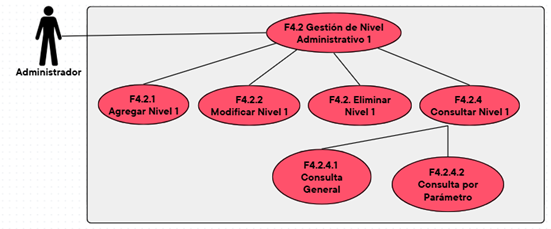 F4.2 Gestión de Nivel
Administrativo 1
Administrador
F4.2.1
Agregar Nivel 1
F4.2.2
Modificar Nivel 1
F4.2. Eliminar
Nivel 1
F4.2.4
Consultar Nivel 1
F4.2.4.1
Consulta
General
F4.2.4.2
Consulta por
Parámetro